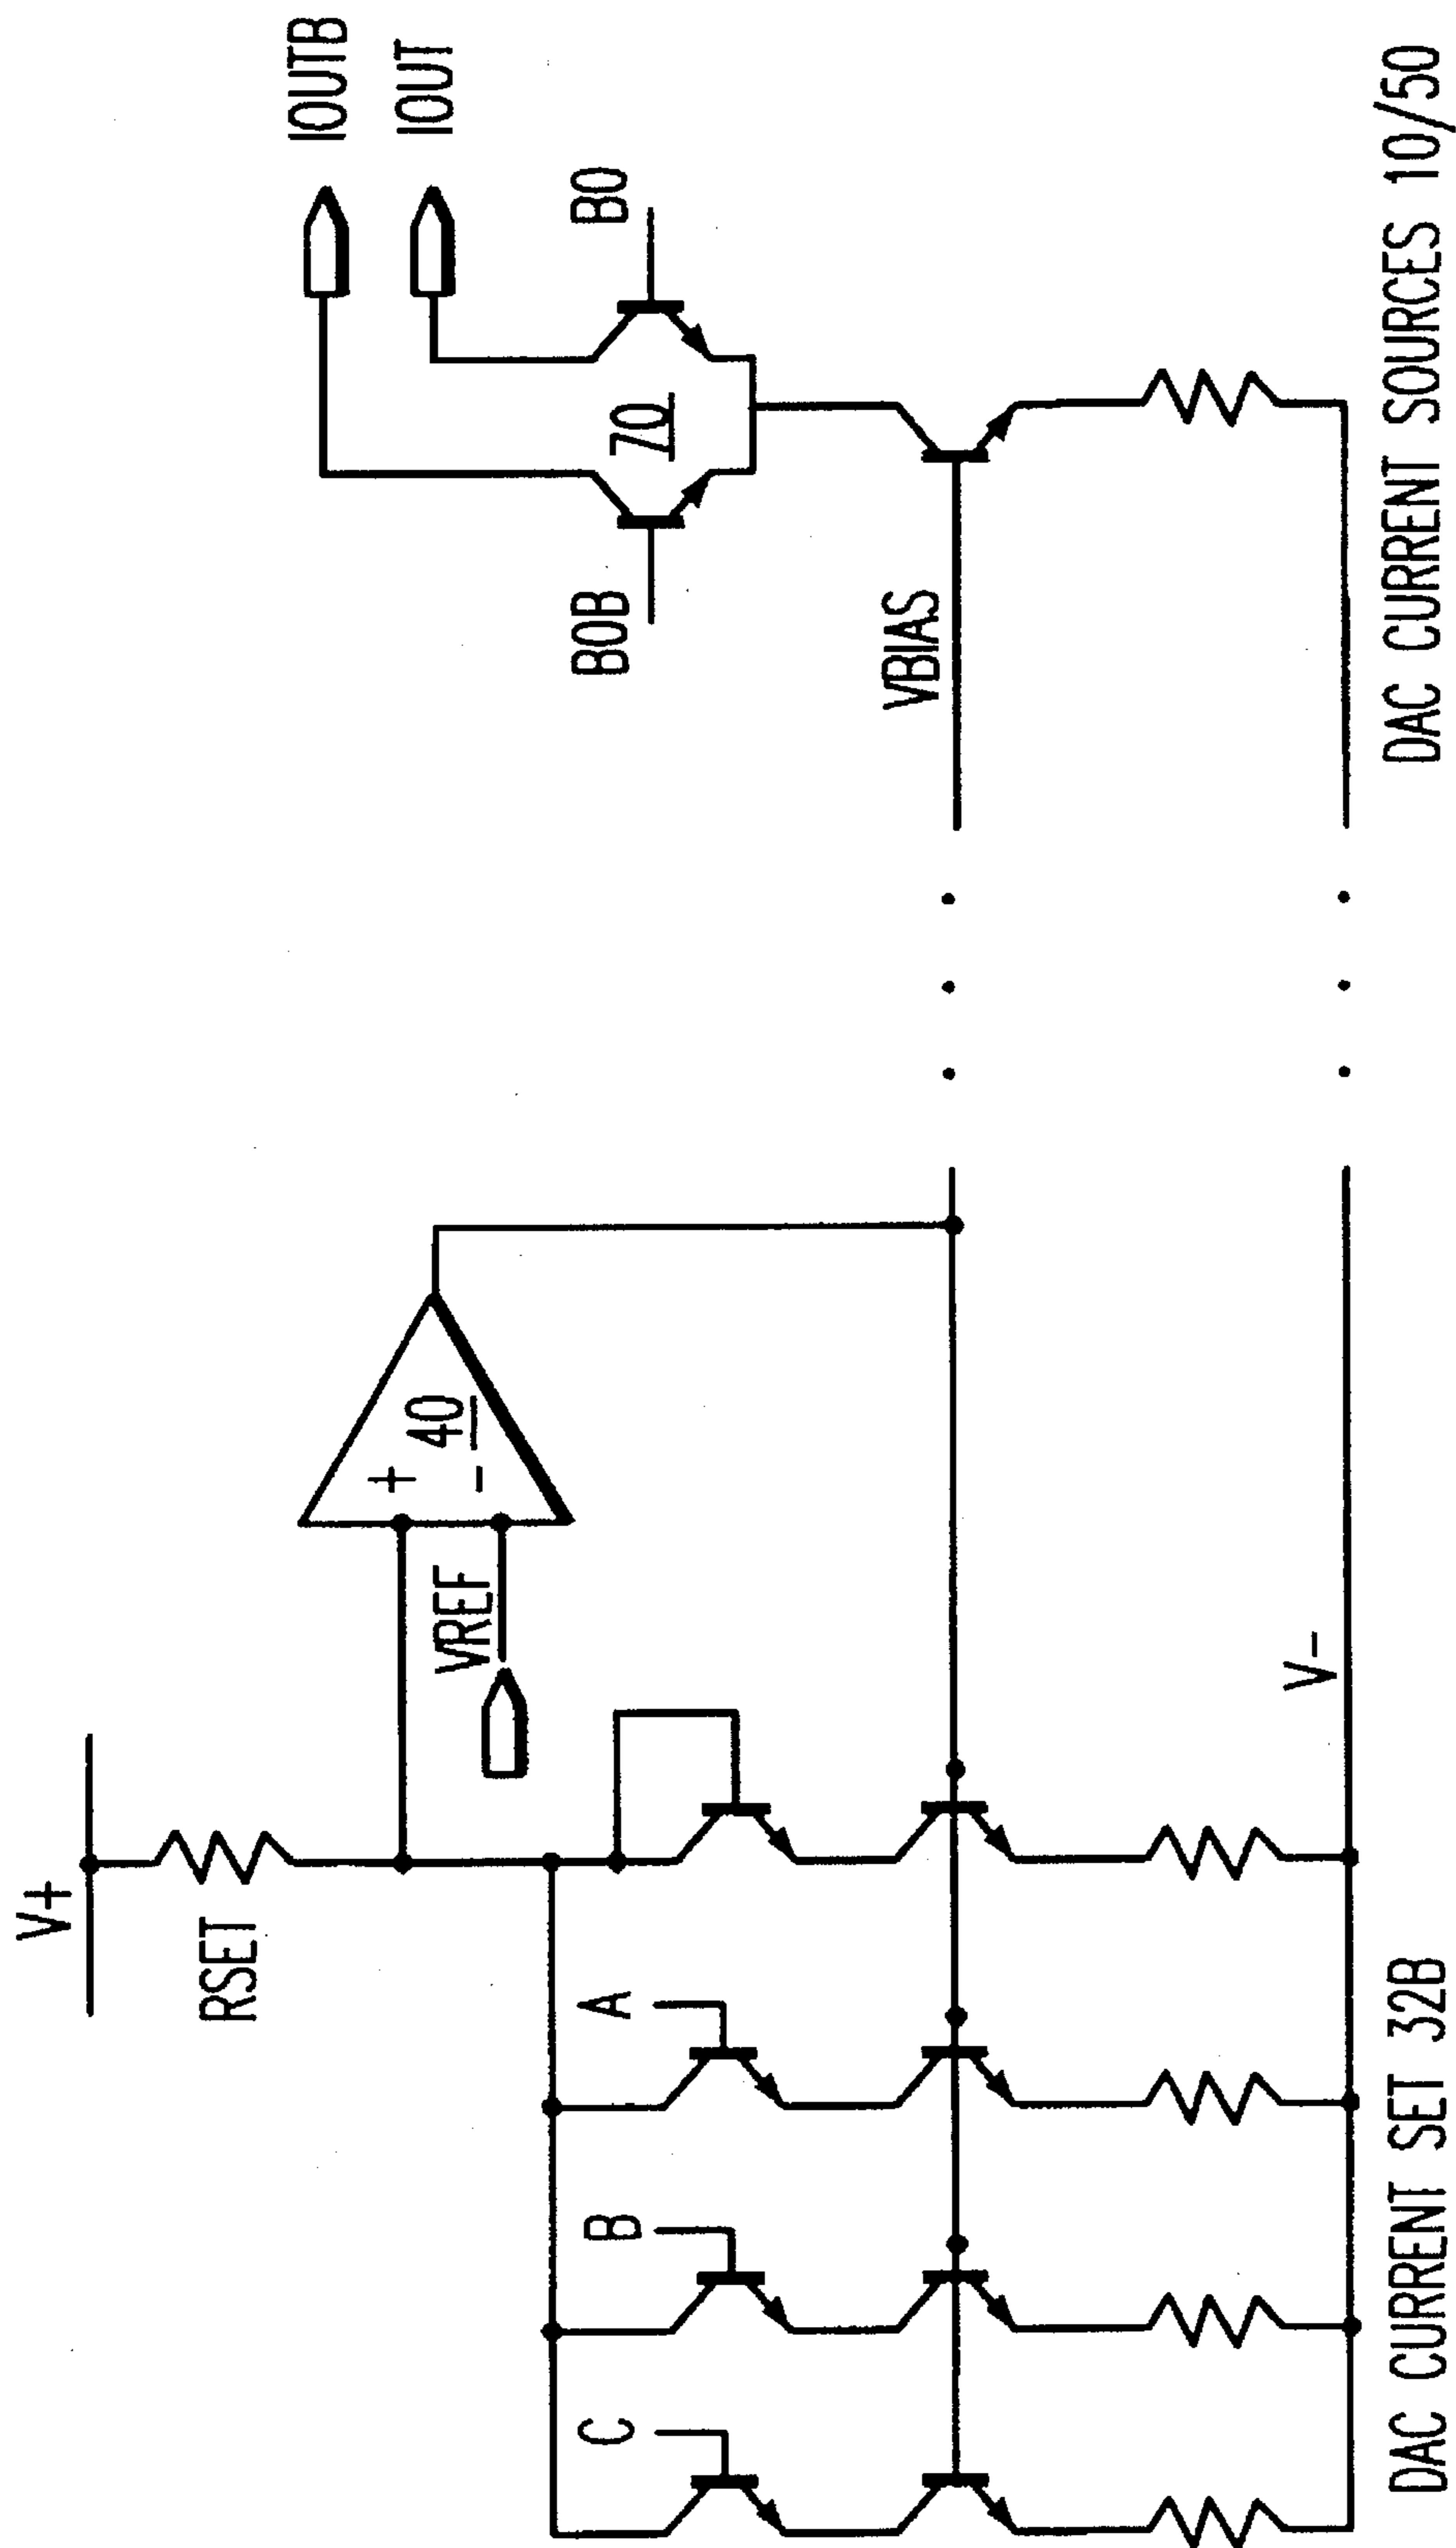 V+
RSET
+
-
40
VREF
C
B
A
V-
DAC CURRENT SET 32B
IOUTB
IOUT
B0B
70
B0
VBIAS
DAC CURRENT SOURCES 10/50